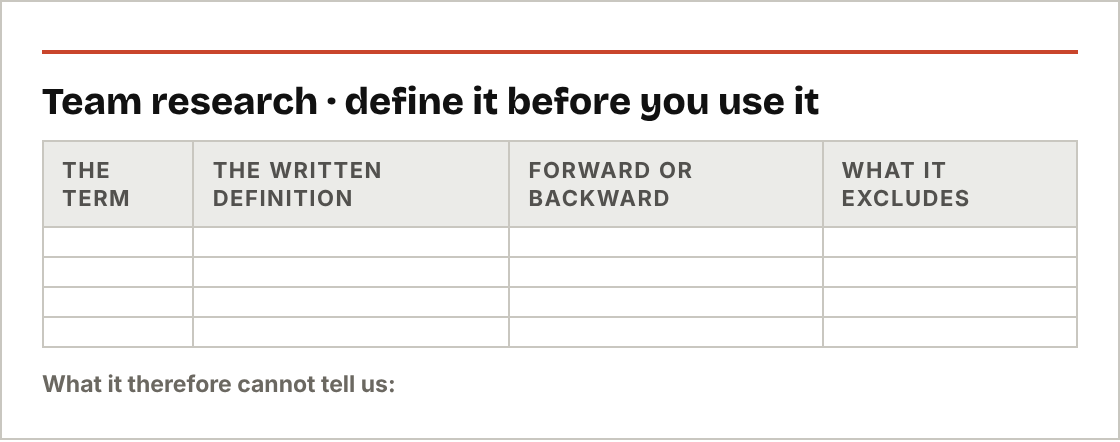 Team research · define it before you use it
THE TERM
THE WRITTEN DEFINITION
FORWARD OR BACKWARD
WHAT IT EXCLUDES
What it therefore cannot tell us: